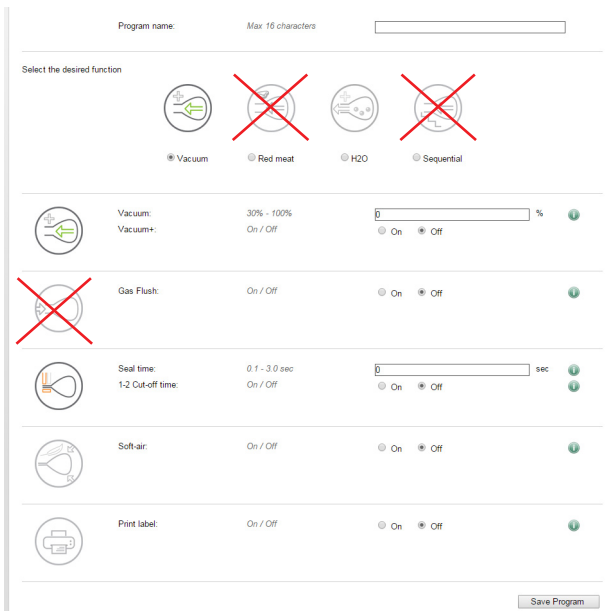 Program name: Max 16 characters
Select the desired function
Vacuum Red meat H2O Sequential
Vacuum: 30% - 100% 0 %
Vacuum+: On / Off On Off
Gas Flush: On / Off On Off
Seal time: 0.1 - 3.0 sec 0 sec
1-2 Cut-off time: On / Off On Off
Soft-air: On / Off On Off
Print label: On / Off On Off
Save Program